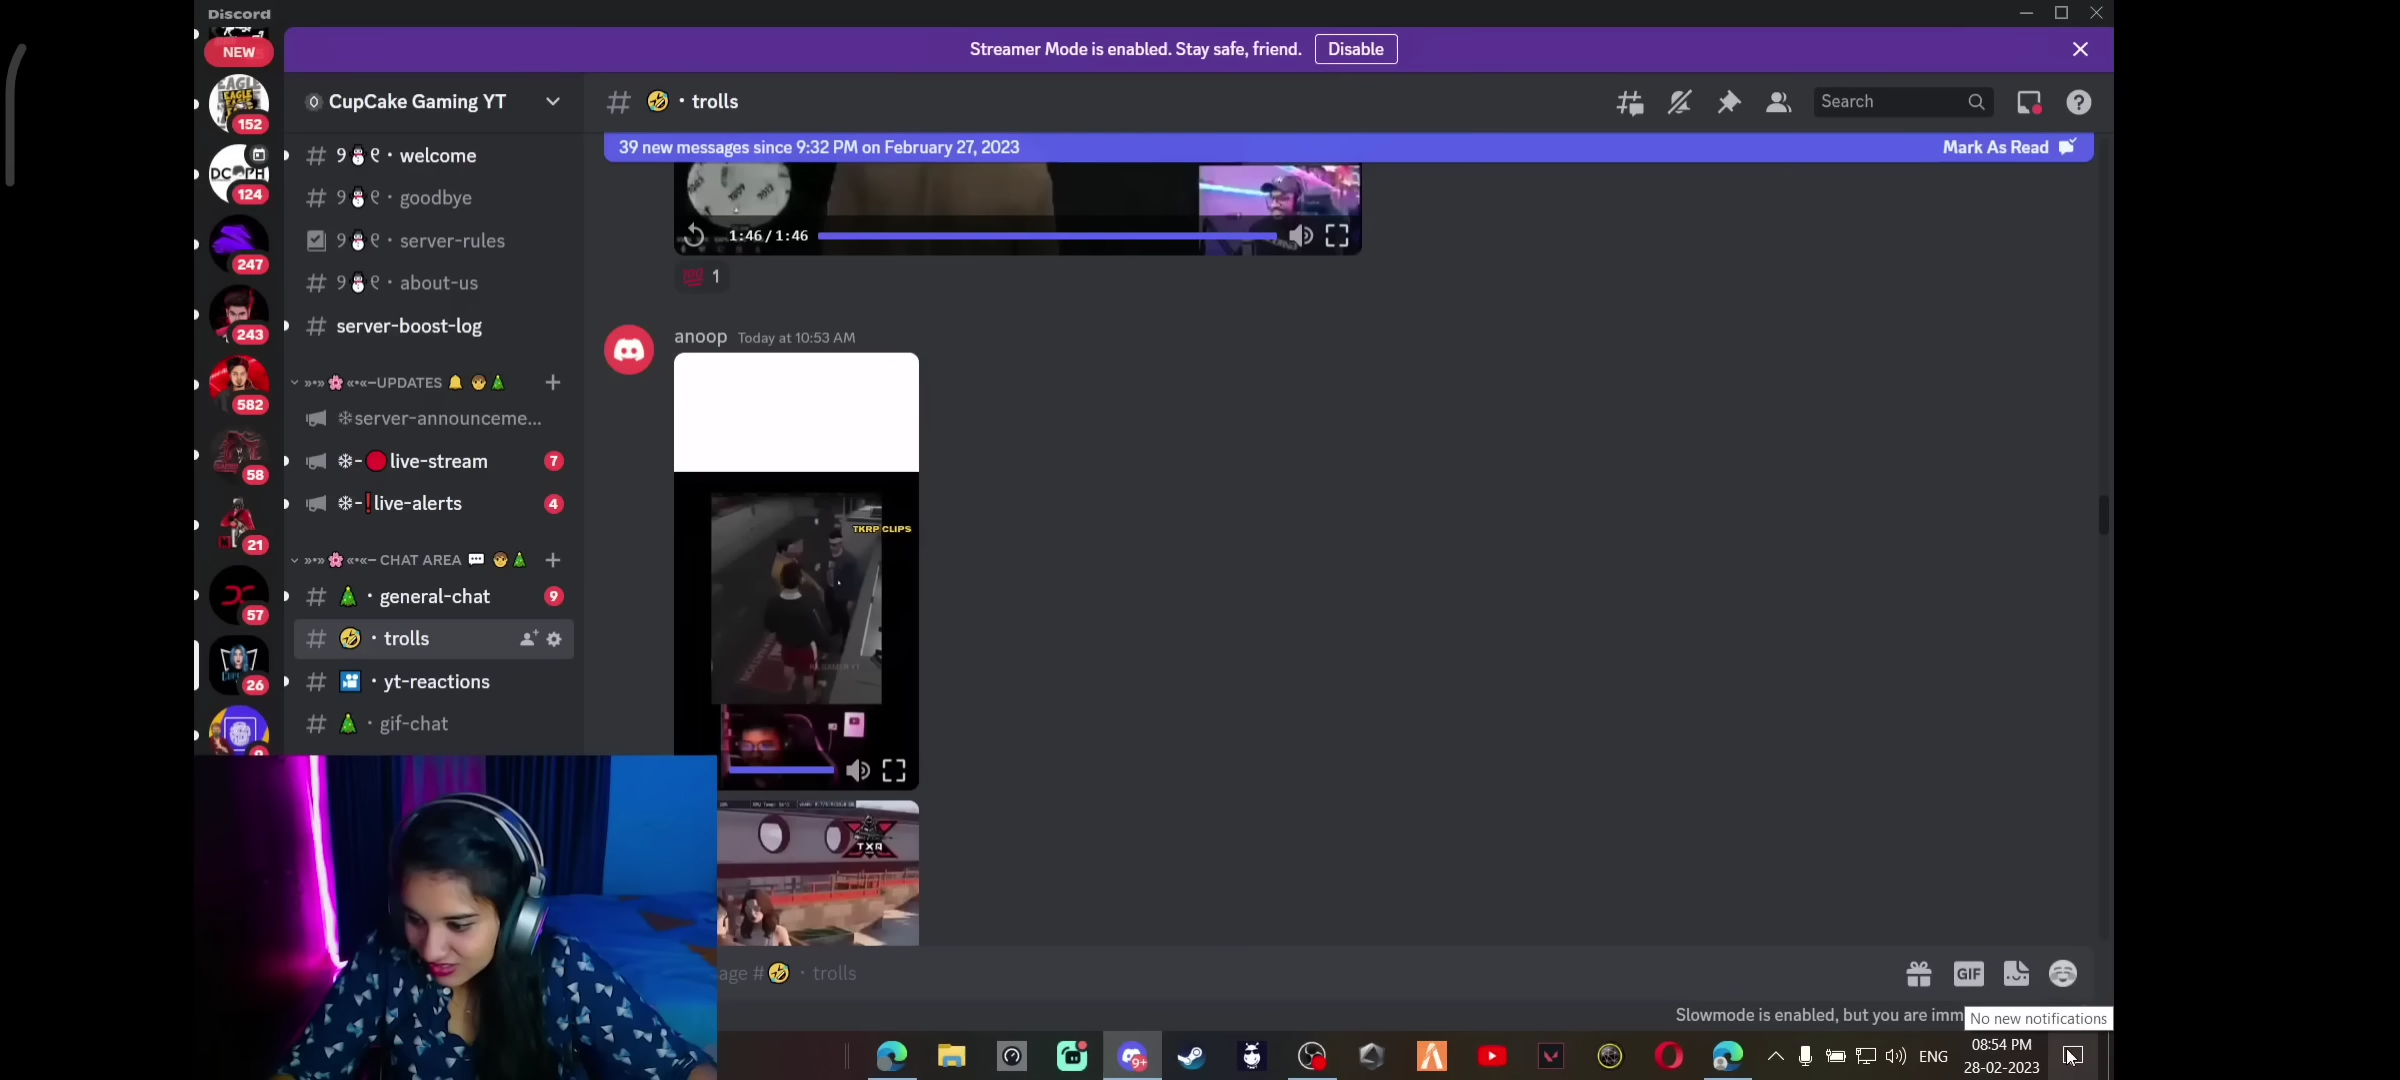 Discord
Streamer Mode is enabled. Stay safe, friend.
Disable
NEW
152
124
247
243
582
58
21
57
26
CupCake Gaming YT
welcome
goodbye
server-rules
about-us
server-boost-log
UPDATES
server-announceme...
live-stream 7
live-alerts 4
CHAT AREA
general-chat 9
trolls
yt-reactions
gif-chat
# 🤣 · trolls
Search
39 new messages since 9:32 PM on February 27, 2023
Mark As Read
1:46 / 1:46
💯 1
anoop Today at 10:53 AM
TKRP CLIPS
TXA
age # 🤣 · trolls
GIF
Slowmode is enabled, but you are imm
No new notifications
9+
ENG
08:54 PM
28-02-2023